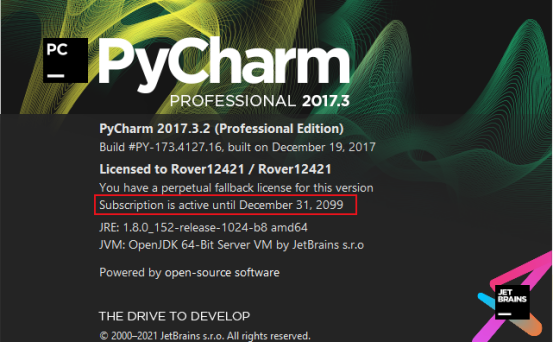 PC
PyCharm
PROFESSIONAL 2017.3
PyCharm 2017.3.2 (Professional Edition)
Build #PY-173.4127.16, built on December 19, 2017
Licensed to Rover12421 / Rover12421
You have a perpetual fallback license for this version
Subscription is active until December 31, 2099
JRE: 1.8.0_152-release-1024-b8 amd64
JVM: OpenJDK 64-Bit Server VM by JetBrains s.r.o
Powered by open-source software
JET
BRAINS
THE DRIVE TO DEVELOP
© 2000–2021 JetBrains s.r.o. All rights reserved.